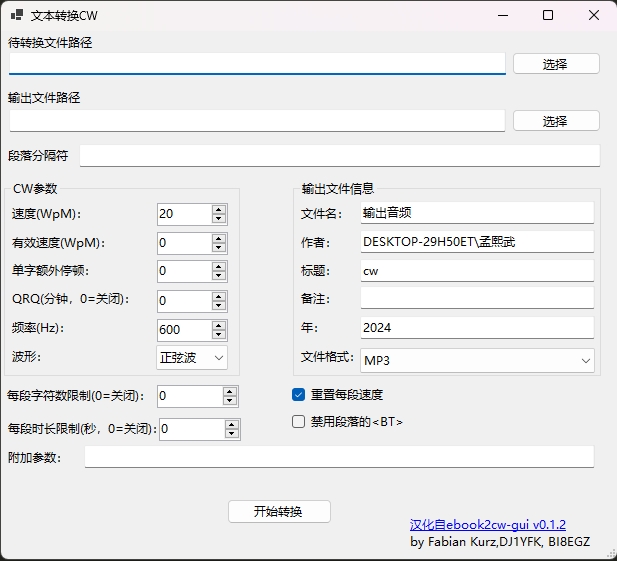 文本转换CW
待转换文件路径
选择
输出文件路径
选择
段落分隔符
CW参数
速度(WpM)： 20
有效速度(WpM)： 0
单字额外停顿： 0
QRQ(分钟，0=关闭)： 0
频率(Hz)： 600
波形： 正弦波
输出文件信息
文件名： 输出音频
作者： DESKTOP-29H50ET\孟熙武
标题： cw
备注：
年： 2024
文件格式： MP3
每段字符数限制(0=关闭)： 0
重置每段速度
每段时长限制(秒，0=关闭)： 0
禁用段落的<BT>
附加参数：
开始转换
汉化自ebook2cw-gui v0.1.2
by Fabian Kurz,DJ1YFK, BI8EGZ